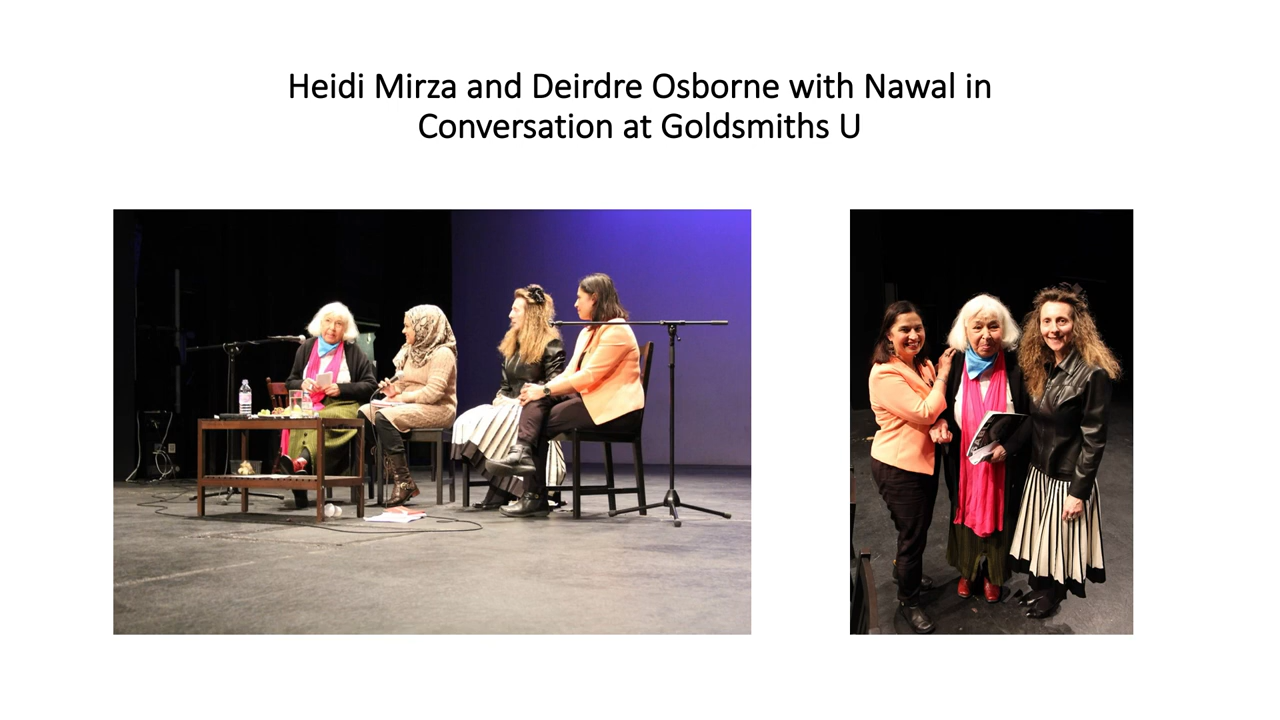 Heidi Mirza and Deirdre Osborne with Nawal in
Conversation at Goldsmiths U